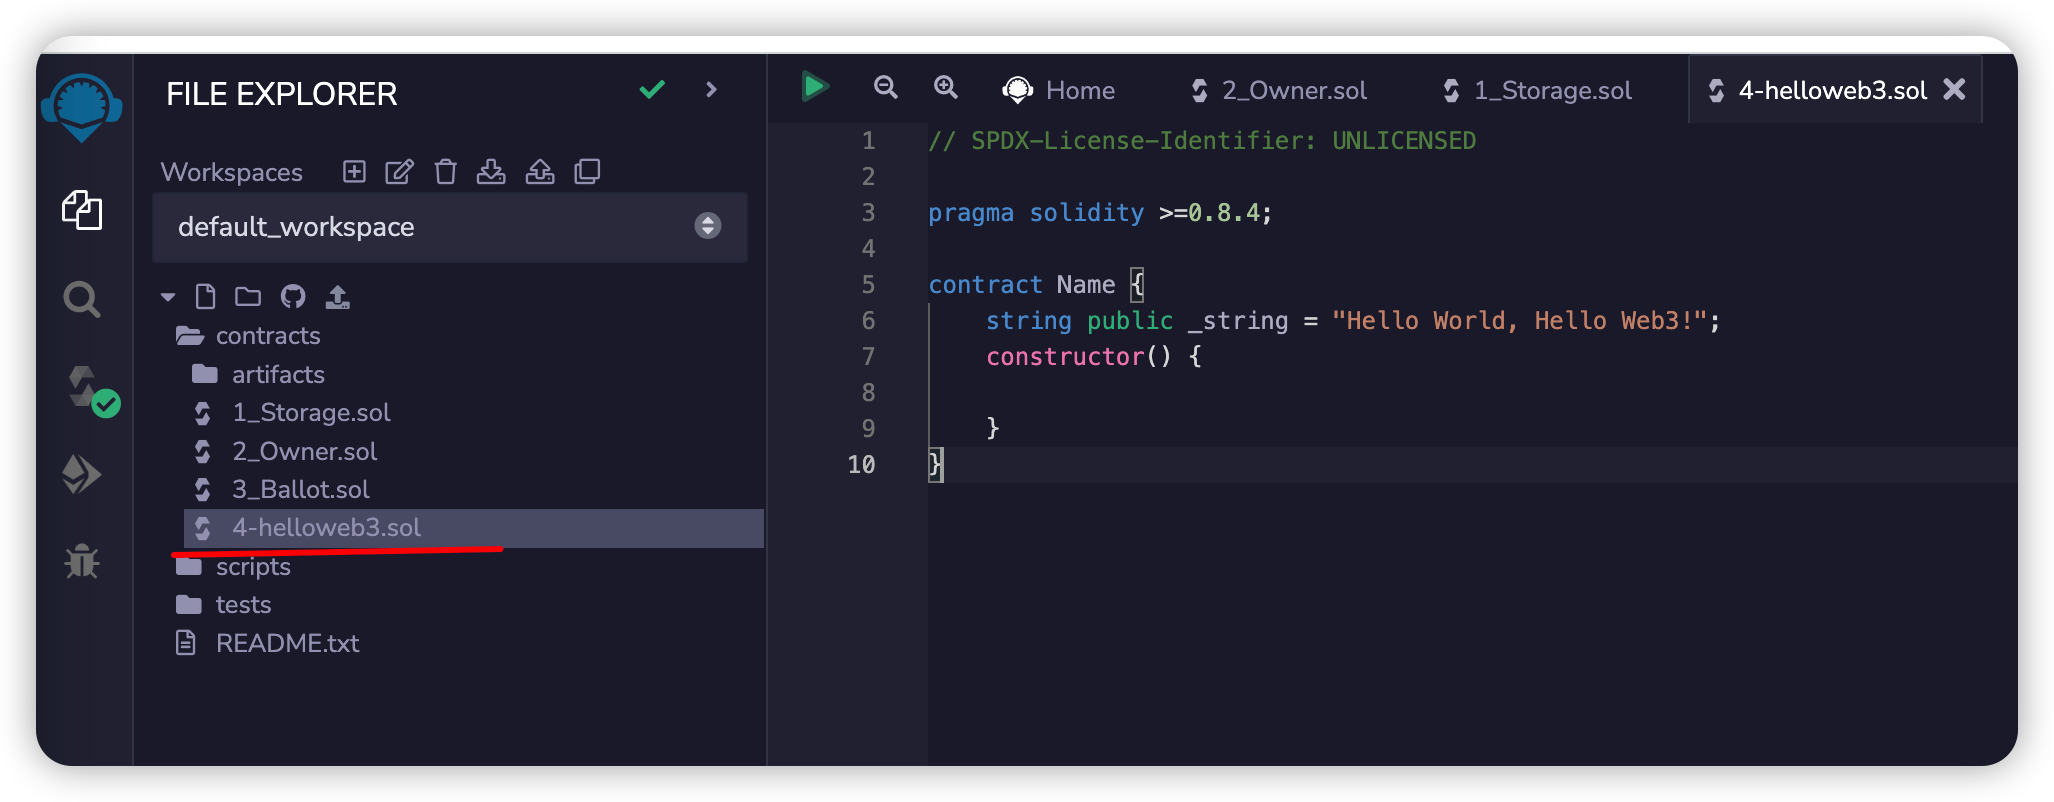 FILE EXPLORER
Workspaces
default_workspace
contracts
artifacts
1_Storage.sol
2_Owner.sol
3_Ballot.sol
4-helloweb3.sol
scripts
tests
README.txt
Home
2_Owner.sol
1_Storage.sol
4-helloweb3.sol
1 // SPDX-License-Identifier: UNLICENSED
2
3 pragma solidity >=0.8.4;
4
5 contract Name {
6     string public _string = "Hello World, Hello Web3!";
7     constructor() {
8
9     }
10 }